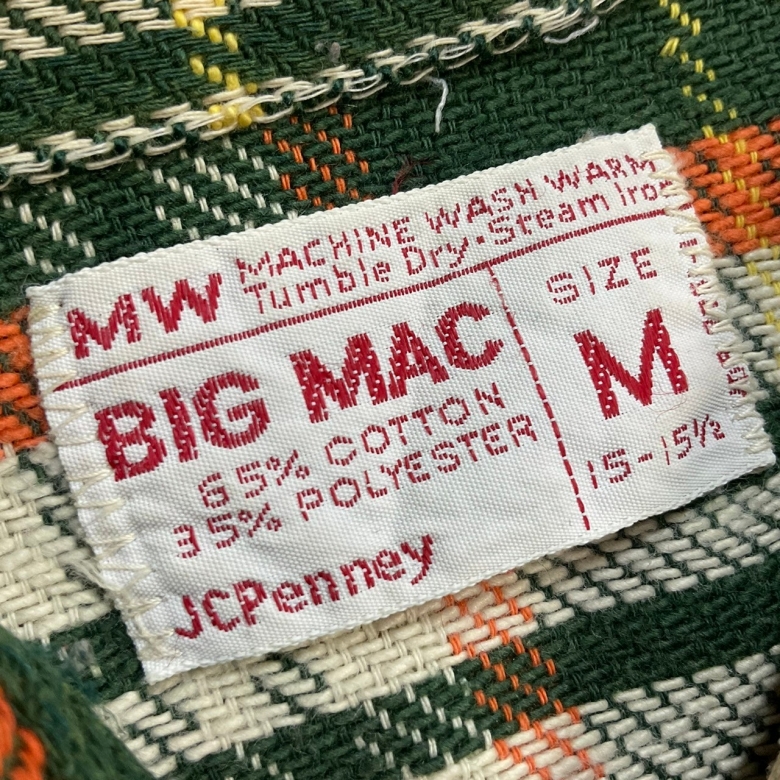 MW MACHINE WASH WARM
Tumble Dry • Steam Iron
BIG MAC
65% COTTON
35% POLYESTER
JCPenney
SIZE
M
15-15½